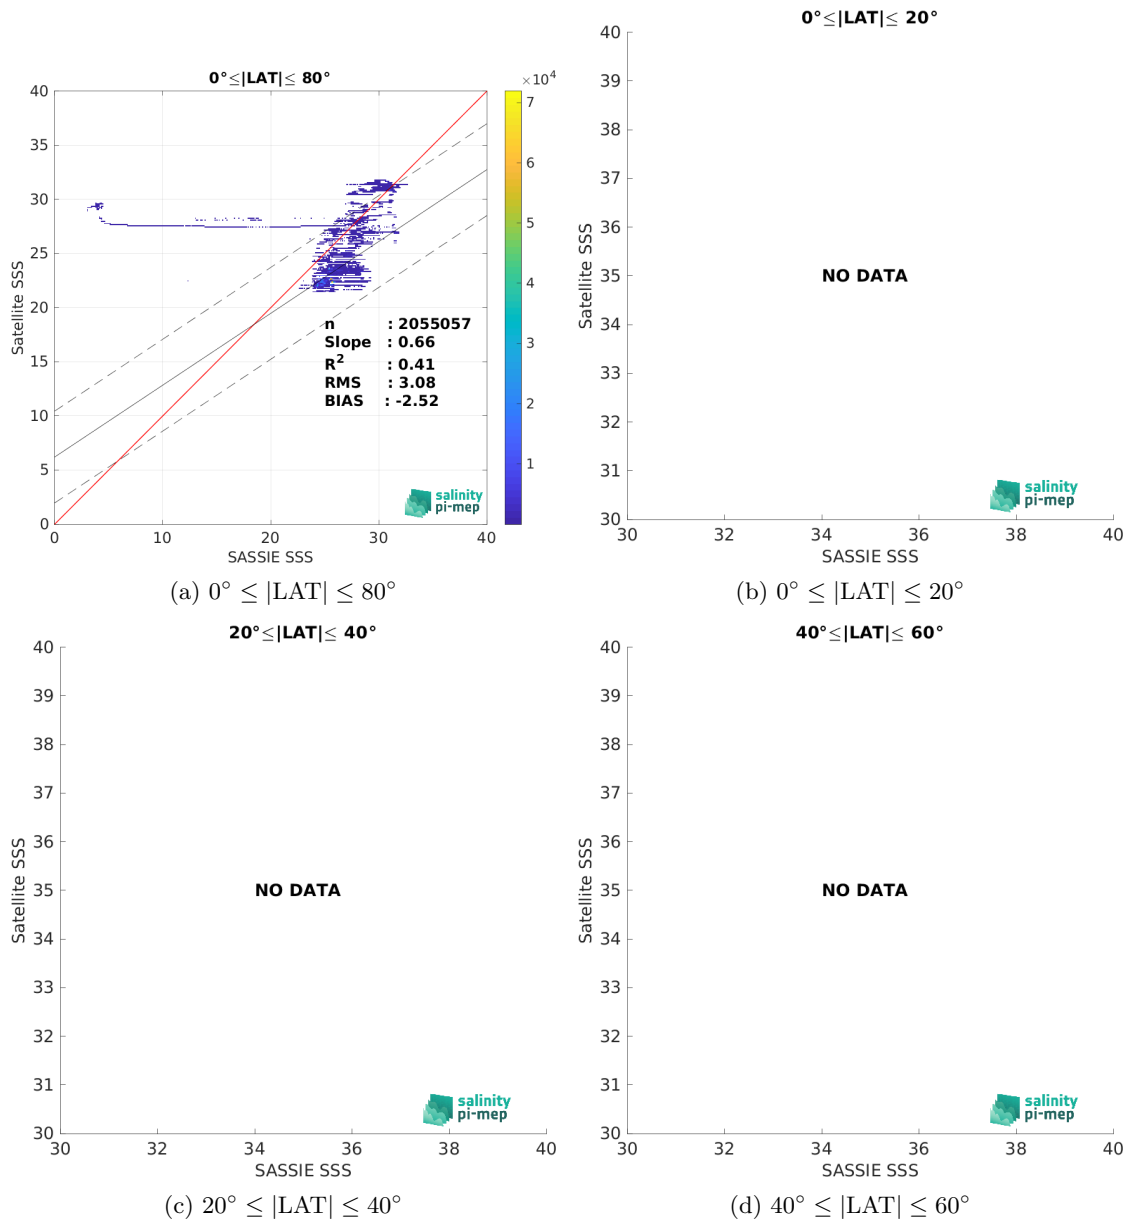 0°≤|LAT|≤ 80°
×10⁴
40
35
30
25
20
15
10
5
0
Satellite SSS
n : 2055057
Slope : 0.66
R² : 0.41
RMS : 3.08
BIAS : -2.52
salinity
pi-mep
7
6
5
4
3
2
1
0 10 20 30 40
SASSIE SSS
(a) 0° ≤ |LAT| ≤ 80°
0°≤|LAT|≤ 20°
40
39
38
37
36
35
34
33
32
31
30
Satellite SSS
NO DATA
salinity
pi-mep
30 32 34 36 38 40
SASSIE SSS
(b) 0° ≤ |LAT| ≤ 20°
20°≤|LAT|≤ 40°
40
39
38
37
36
35
34
33
32
31
30
Satellite SSS
NO DATA
salinity
pi-mep
30 32 34 36 38 40
SASSIE SSS
(c) 20° ≤ |LAT| ≤ 40°
40°≤|LAT|≤ 60°
40
39
38
37
36
35
34
33
32
31
30
Satellite SSS
NO DATA
salinity
pi-mep
30 32 34 36 38 40
SASSIE SSS
(d) 40° ≤ |LAT| ≤ 60°